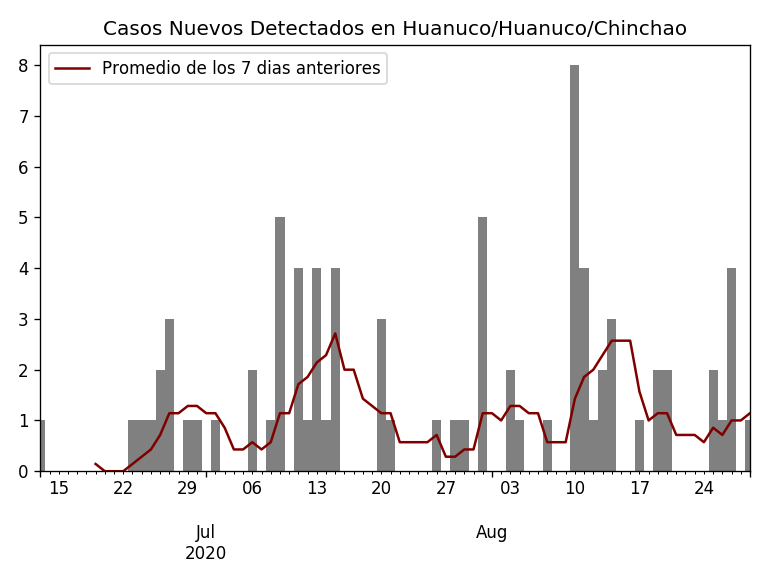 Casos Nuevos Detectados en Huanuco/Huanuco/Chinchao
Promedio de los 7 dias anteriores
8
7
6
5
4
3
2
1
0
15 22 29 06 13 20 27 03 10 17 24
Jul Aug
2020